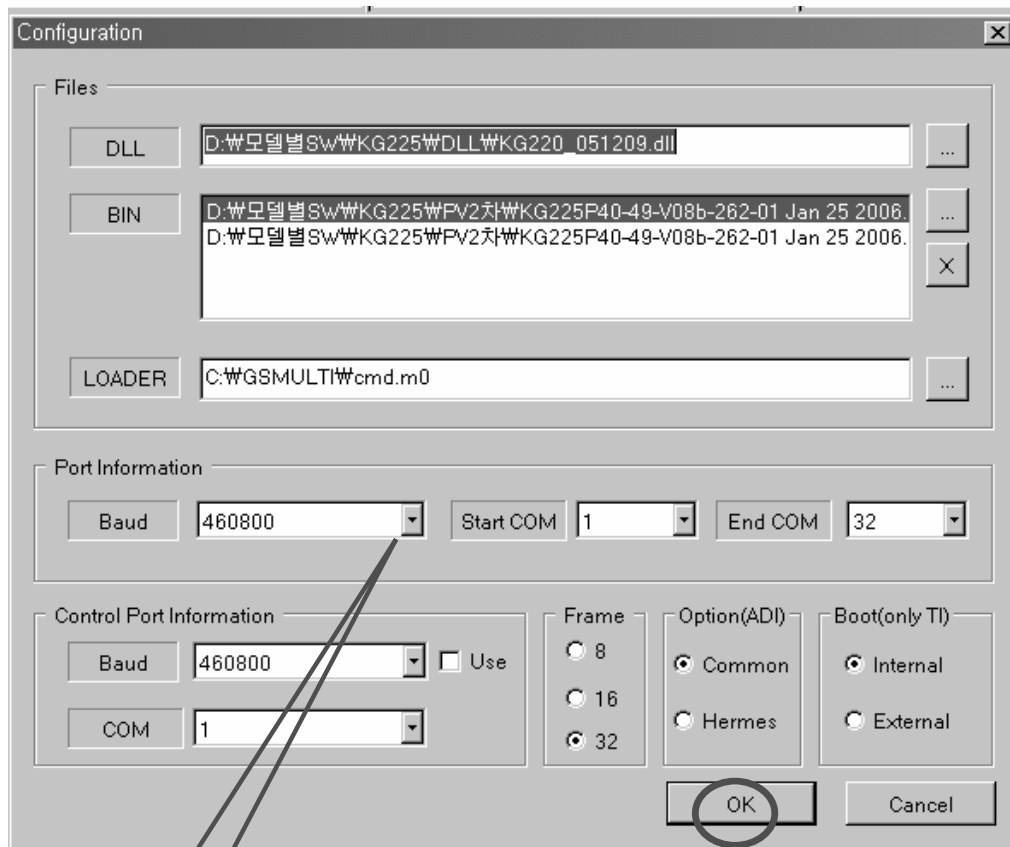 Configuration
Files
DLL
D:₩모델별SW₩KG225₩DLL₩KG220_051209.dll
...
BIN
D:₩모델별SW₩KG225₩PV2차₩KG225P40-49-V08b-262-01 Jan 25 2006.
D:₩모델별SW₩KG225₩PV2차₩KG225P40-49-V08b-262-01 Jan 25 2006.
...
X
LOADER
C:₩GSMULTI₩cmd.m0
...
Port Information
Baud
460800
Start COM
1
End COM
32
Control Port Information
Baud
460800
Use
COM
1
Frame
8
16
32
Option(ADI)
Common
Hermes
Boot(only TI)
Internal
External
OK
Cancel